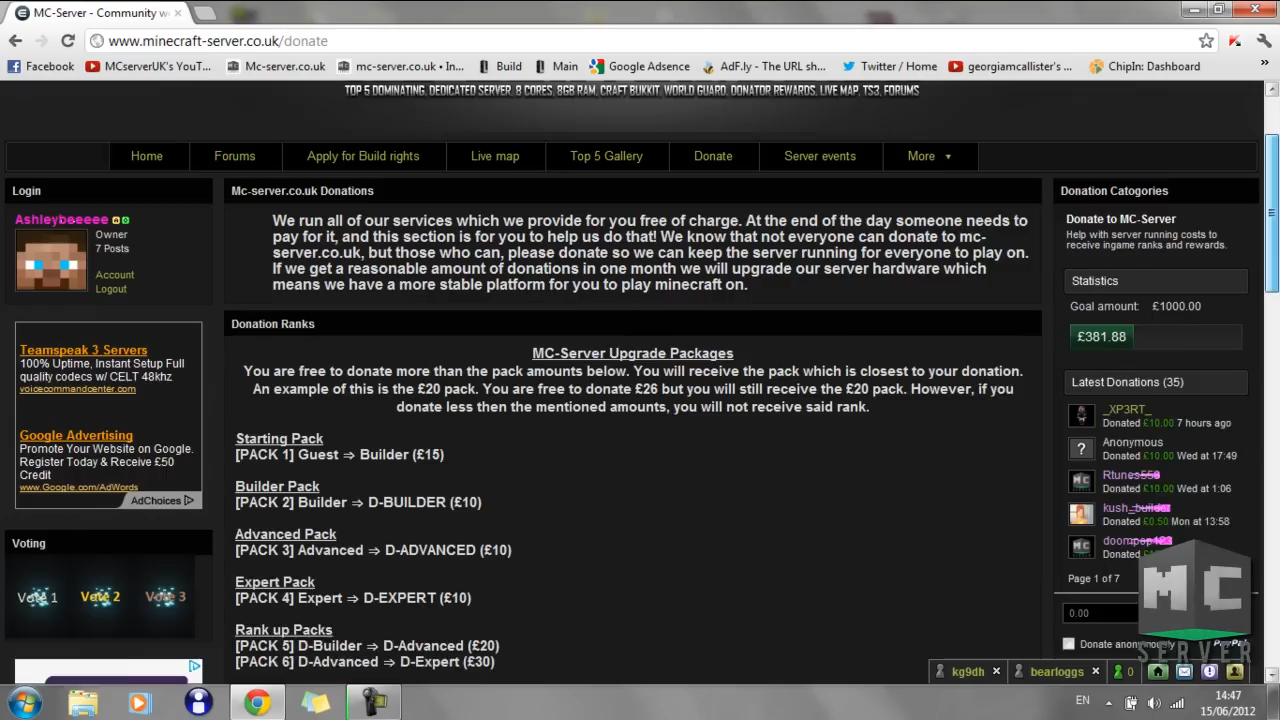 MC-Server - Community w
www.minecraft-server.co.uk/donate
Facebook
MCserverUK's YouT...
Mc-server.co.uk
mc-server.co.uk • In...
Build
Main
Google Adsence
AdF.ly - The URL sh...
Twitter / Home
georgiamcallister's ...
ChipIn: Dashboard
TOP 5 DOMINATING, DEDICATED SERVER, 8 CORES, 8GB RAM, CRAFT BUKKIT, WORLD GUARD, DONATOR REWARDS, LIVE MAP, TS3, FORUMS
Home
Forums
Apply for Build rights
Live map
Top 5 Gallery
Donate
Server events
More
Login
Ashleybeeeee
Owner
7 Posts
Account
Logout
Teamspeak 3 Servers
100% Uptime, Instant Setup Full
quality codecs w/ CELT 48khz
voicecommandcenter.com
Google Advertising
Promote Your Website on Google.
Register Today & Receive £50
Credit
www.Google.com/AdWords
AdChoices
Voting
Vote 1
Vote 2
Vote 3
Mc-server.co.uk Donations
We run all of our services which we provide for you free of charge. At the end of the day someone needs to
pay for it, and this section is for you to help us do that! We know that not everyone can donate to mc-
server.co.uk, but those who can, please donate so we can keep the server running for everyone to play on.
If we get a reasonable amount of donations in one month we will upgrade our server hardware which
means we have a more stable platform for you to play minecraft on.
Donation Ranks
MC-Server Upgrade Packages
You are free to donate more than the pack amounts below. You will receive the pack which is closest to your donation.
An example of this is the £20 pack. You are free to donate £26 but you will still receive the £20 pack. However, if you
donate less then the mentioned amounts, you will not receive said rank.
Starting Pack
[PACK 1] Guest ⇒ Builder (£15)
Builder Pack
[PACK 2] Builder ⇒ D-BUILDER (£10)
Advanced Pack
[PACK 3] Advanced ⇒ D-ADVANCED (£10)
Expert Pack
[PACK 4] Expert ⇒ D-EXPERT (£10)
Rank up Packs
[PACK 5] D-Builder ⇒ D-Advanced (£20)
[PACK 6] D-Advanced ⇒ D-Expert (£30)
Donation Catogories
Donate to MC-Server
Help with server running costs to
receive ingame ranks and rewards.
Statistics
Goal amount: £1000.00
£381.88
Latest Donations (35)
_XP3RT_
Donated £10.00 7 hours ago
Anonymous
Donated £10.00 Wed at 17:49
Donated £10.00 Wed at 1:06
kush_builder
Donated £0.50 Mon at 13:58
Donated
Page 1 of 7
0.00
Donate anonymously
PayPal
MC
SERVER
kg9dh
bearloggs
0
EN
14:47
15/06/2012